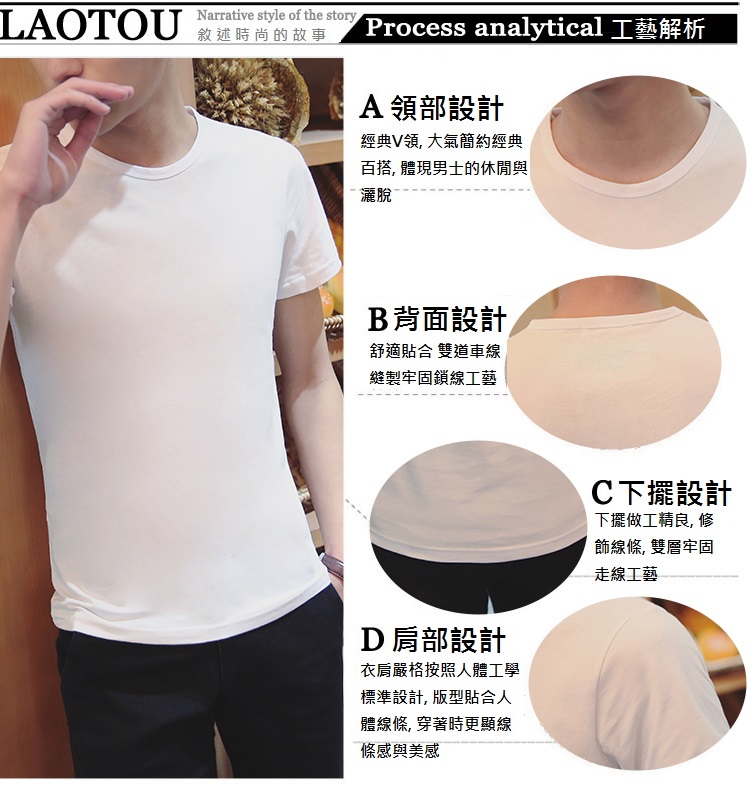 LAOTOU
Narrative style of the story
敘述時尚的故事
Process analytical 工藝解析
A 領部設計
經典V領, 大氣簡約經典
百搭, 體現男士的休閒與
灑脫
B 背面設計
舒適貼合 雙道車線
縫製牢固鎖線工藝
C 下擺設計
下擺做工精良, 修
飾線條, 雙層牢固
走線工藝
D 肩部設計
衣肩嚴格按照人體工學
標準設計, 版型貼合人
體線條, 穿著時更顯線
條感與美感